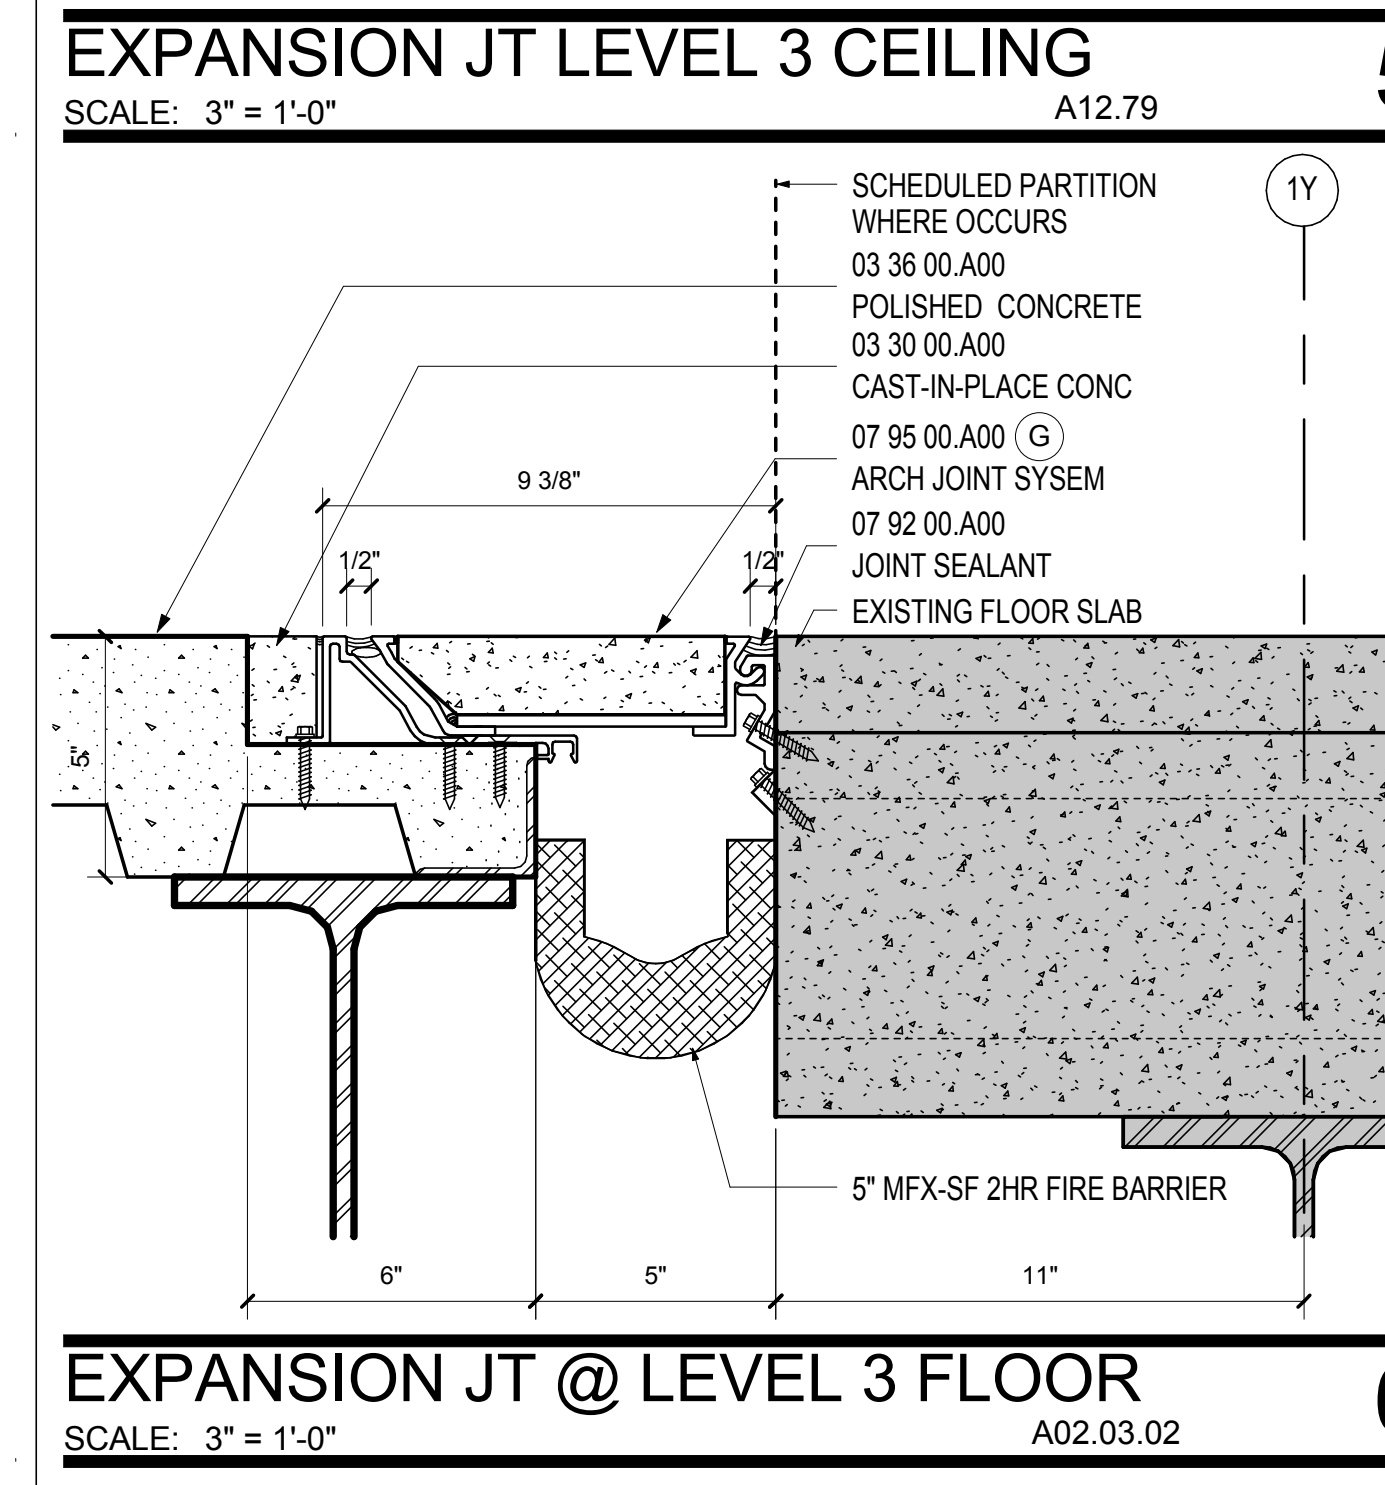 EXPANSION JT LEVEL 3 CEILING
SCALE: 3" = 1'-0"
A12.79
SCHEDULED PARTITION
WHERE OCCURS
1Y
03 36 00.A00
POLISHED CONCRETE
03 30 00.A00
CAST-IN-PLACE CONC
07 95 00.A00 G
ARCH JOINT SYSEM
9 3/8"
07 92 00.A00
JOINT SEALANT
1/2"
1/2"
EXISTING FLOOR SLAB
5"
5" MFX-SF 2HR FIRE BARRIER
6"
5"
11"
EXPANSION JT @ LEVEL 3 FLOOR
SCALE: 3" = 1'-0"
A02.03.02